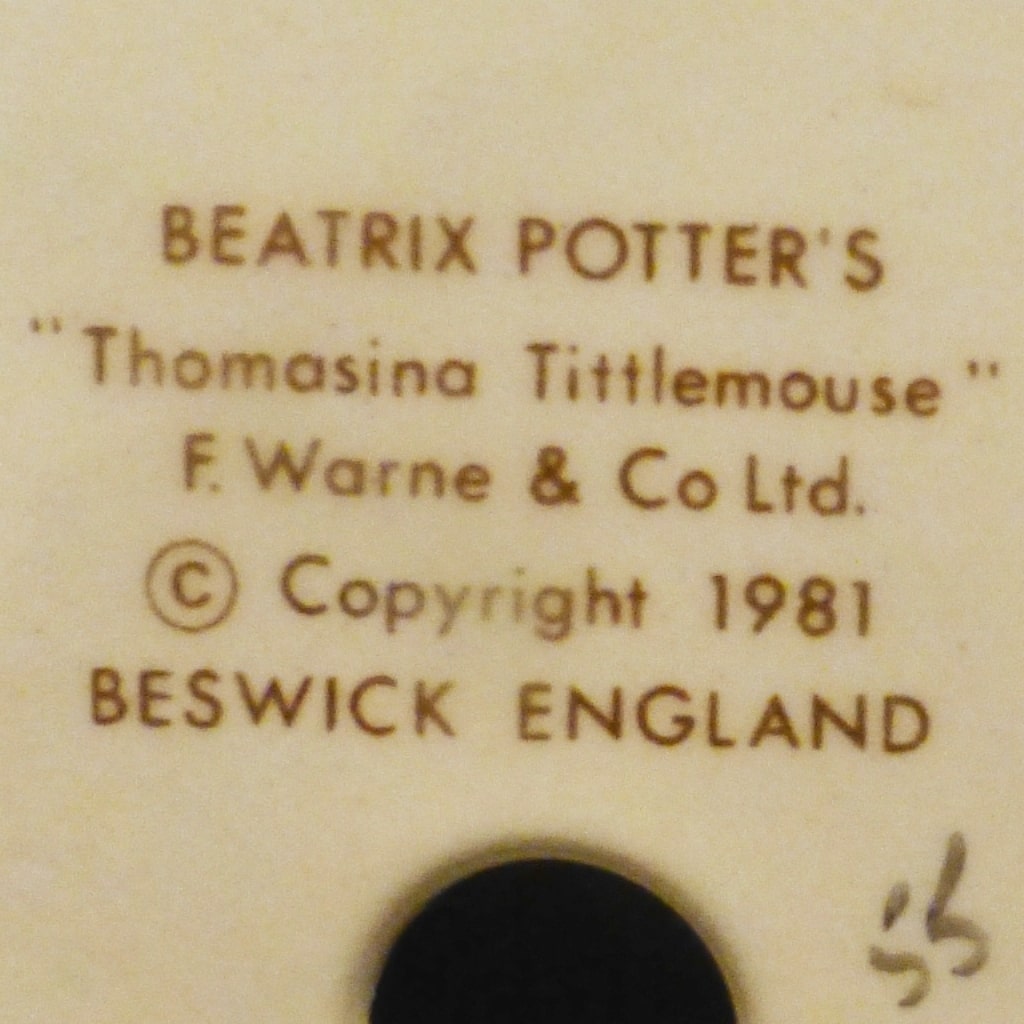 BEATRIX POTTER'S
"Thomasina Tittlemouse"
F. Warne & Co Ltd.
© Copyright 1981
BESWICK ENGLAND